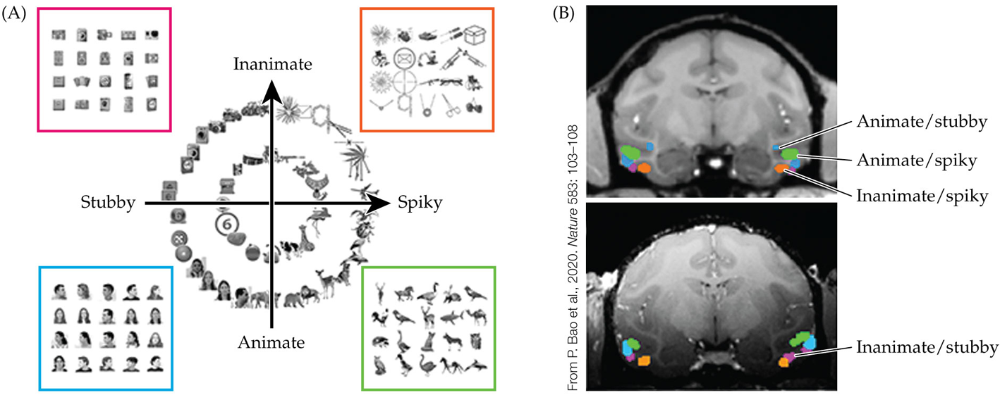 (A)
Inanimate
Stubby
Spiky
Animate
6
6
(B)
From P. Bao et al., 2020. Nature 583: 103–108
Animate/stubby
Animate/spiky
Inanimate/spiky
Inanimate/stubby